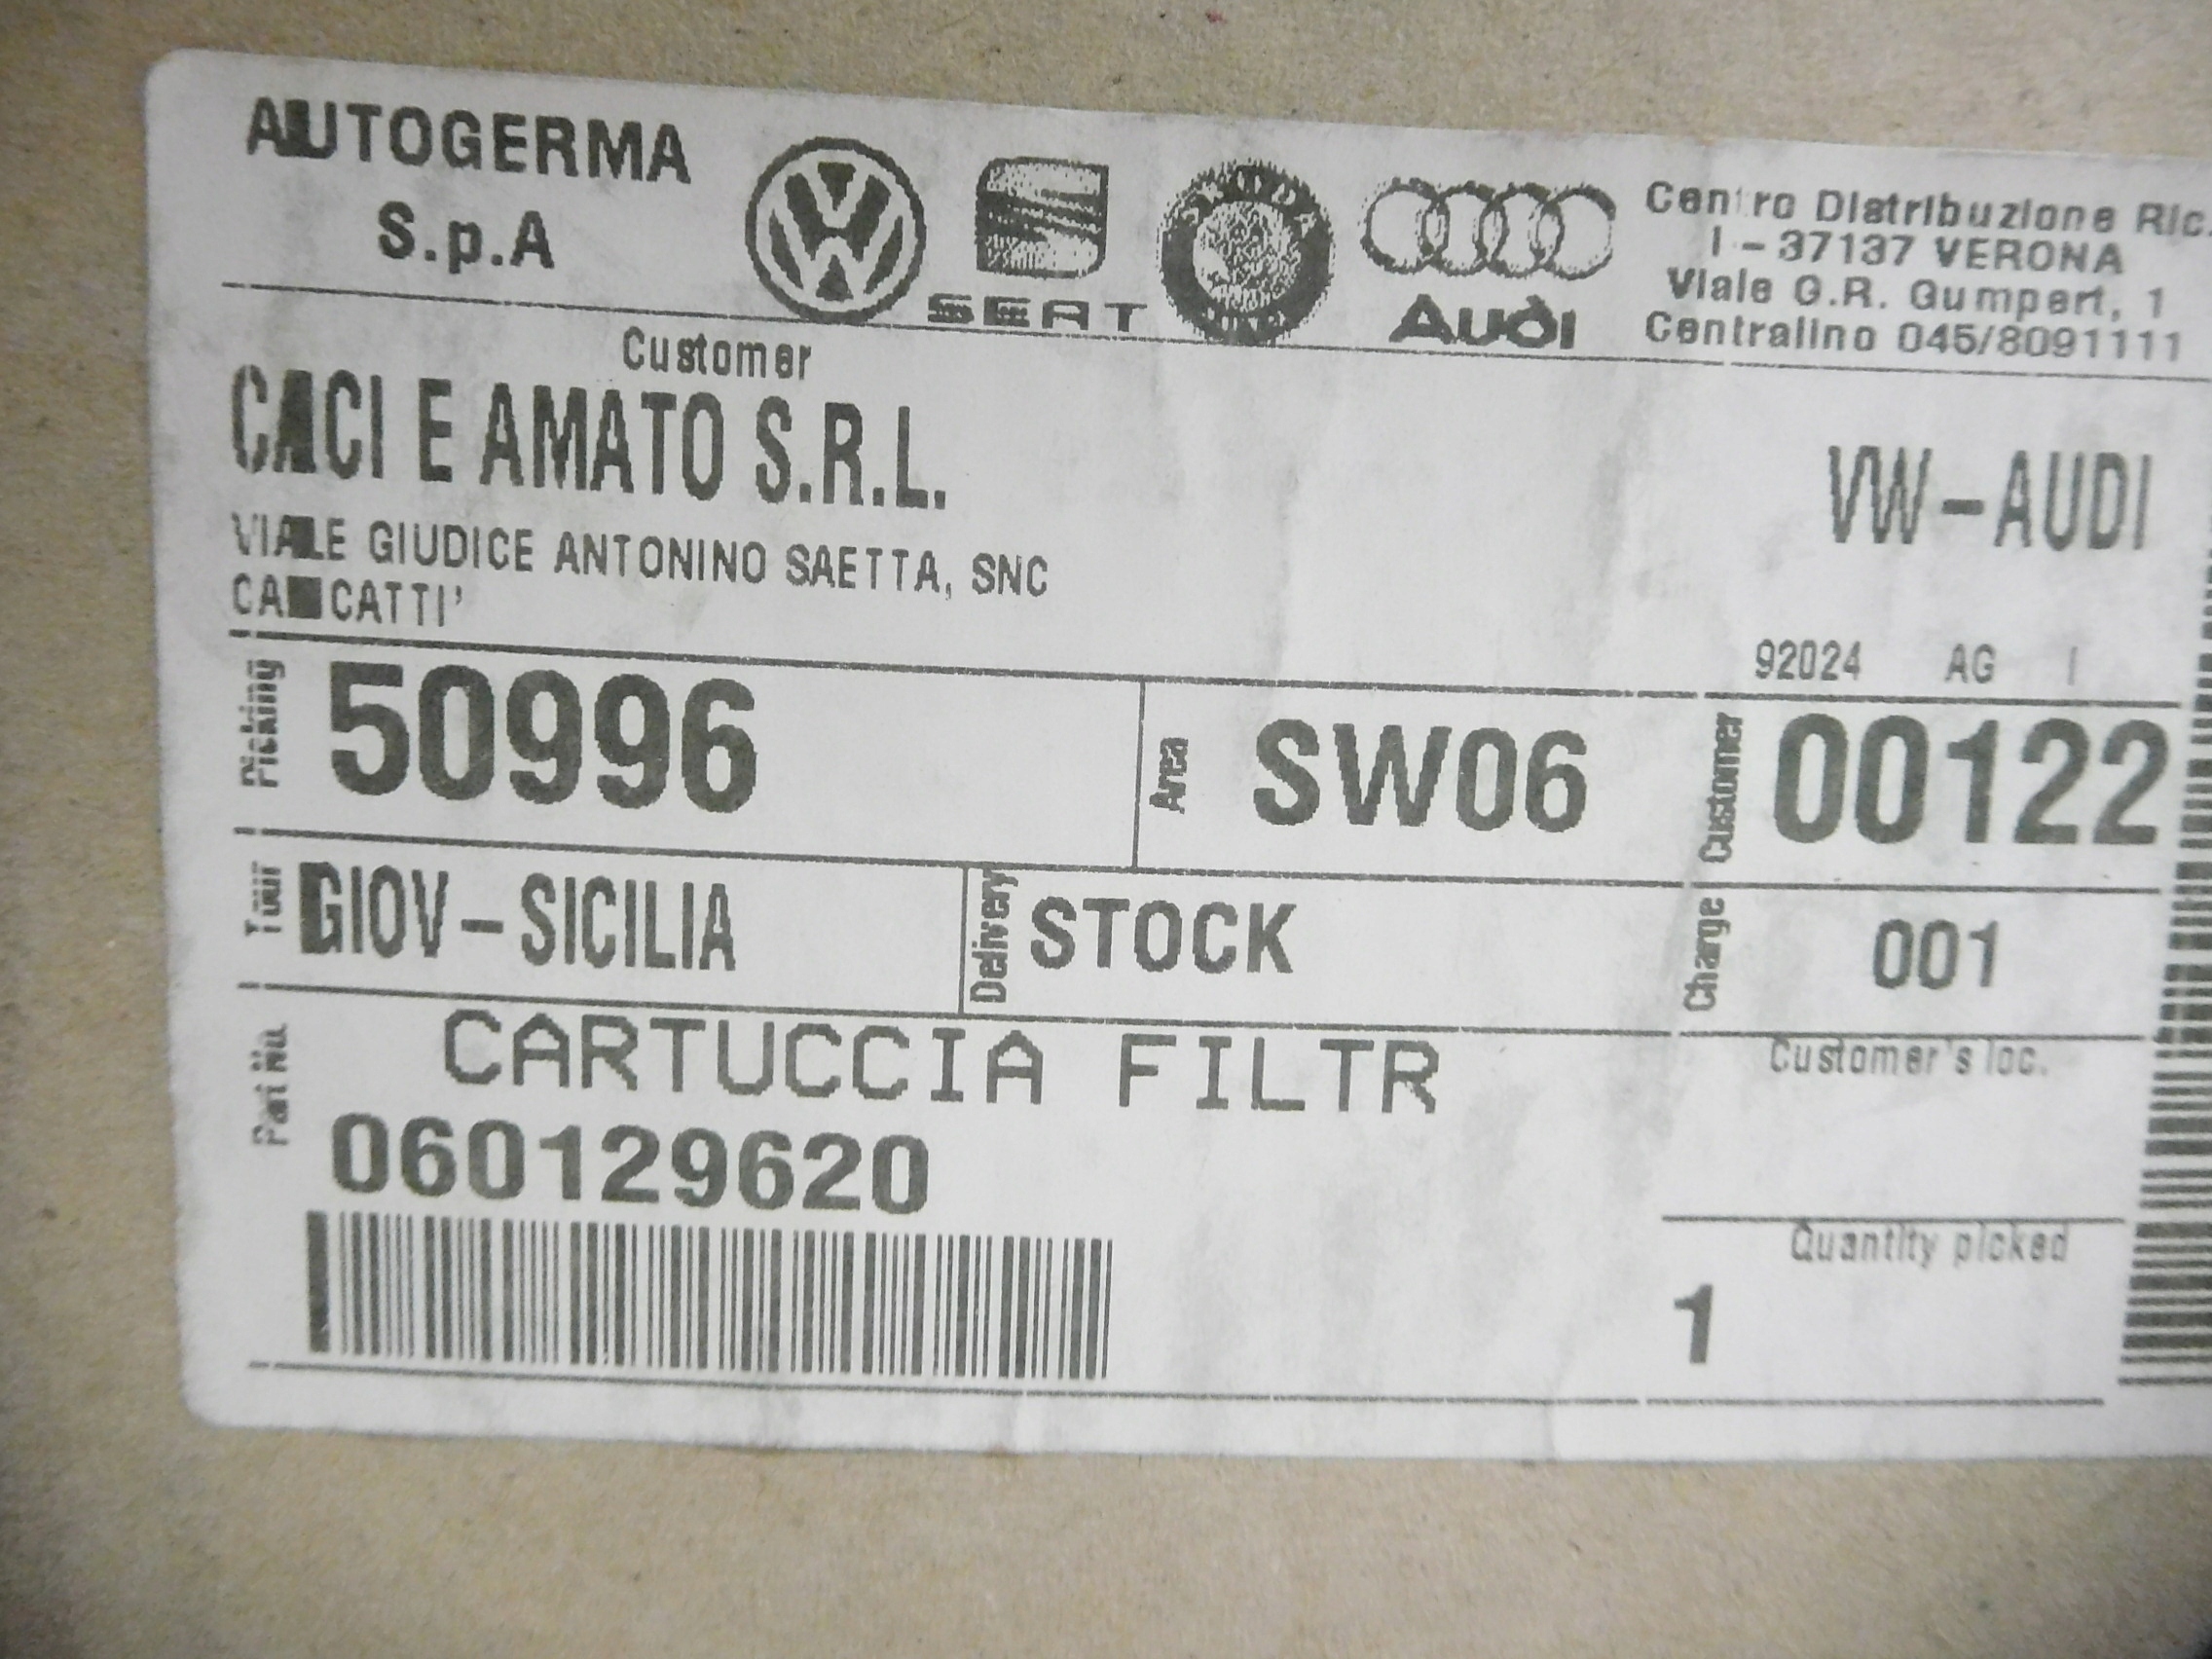 AUTOGERMA
S.p.A
SEAT
SKODA
Audi
Centro Distribuzione Ric.
I - 37137 VERONA
Viale G.R. Gumpert, 1
Centralino 045/8091111
Customer
CACI E AMATO S.R.L.
VW-AUDI
VIALE GIUDICE ANTONINO SAETTA, SNC
CANICATTI'
92024 AG I
Picking
50996
Area
SW06
Customer
00122
Tour
GIOV-SICILIA
Delivery
STOCK
Charge
001
Part No.
CARTUCCIA FILTR
060129620
Customer's loc.
Quantity picked
1